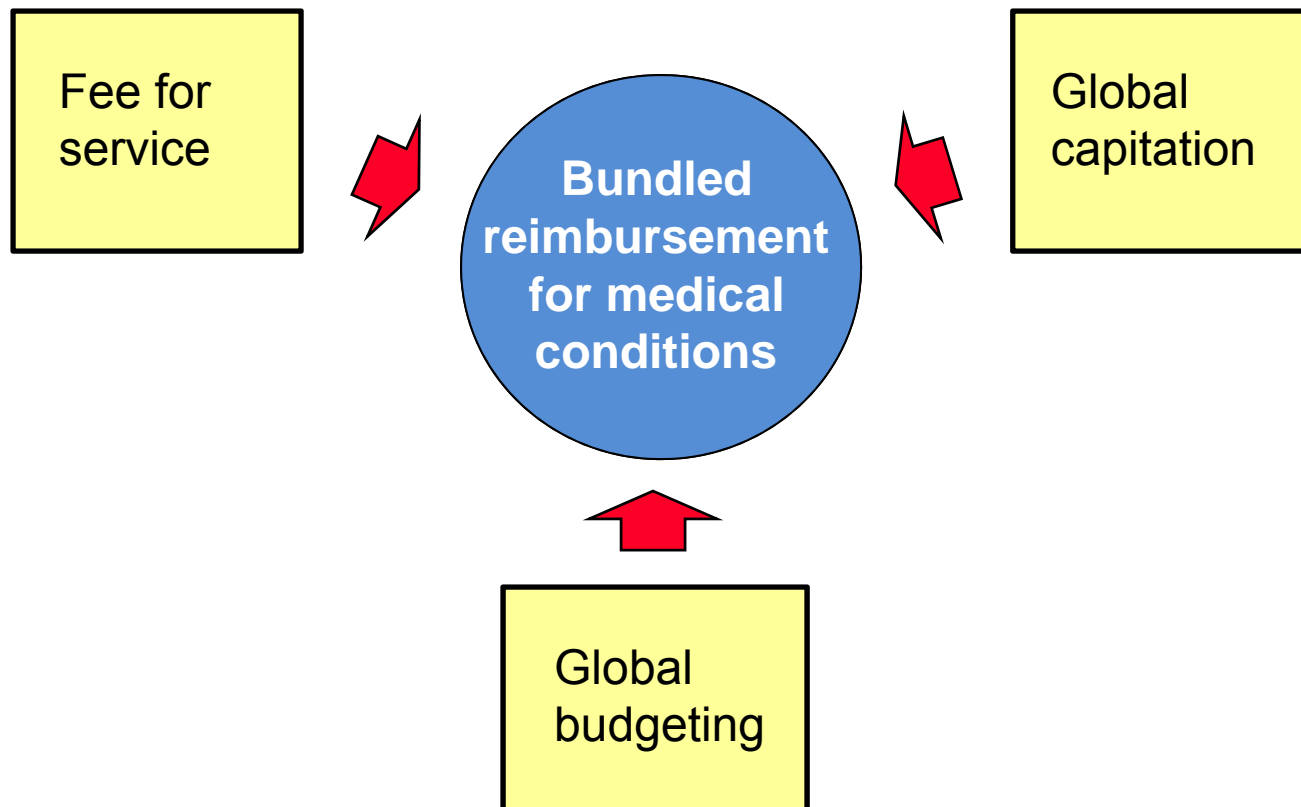 Fee for
service
Bundled
reimbursement
for medical
conditions
Global
capitation
Global
budgeting